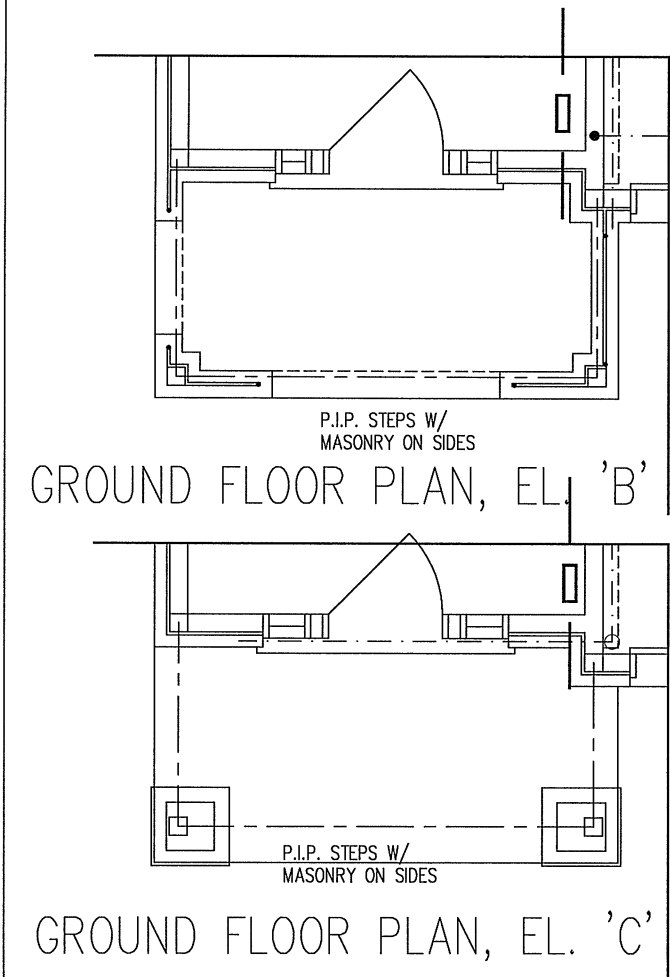 P.I.P. STEPS W/
MASONRY ON SIDES
GROUND FLOOR PLAN, EL. 'B'
P.I.P. STEPS W/
MASONRY ON SIDES
GROUND FLOOR PLAN, EL. 'C'